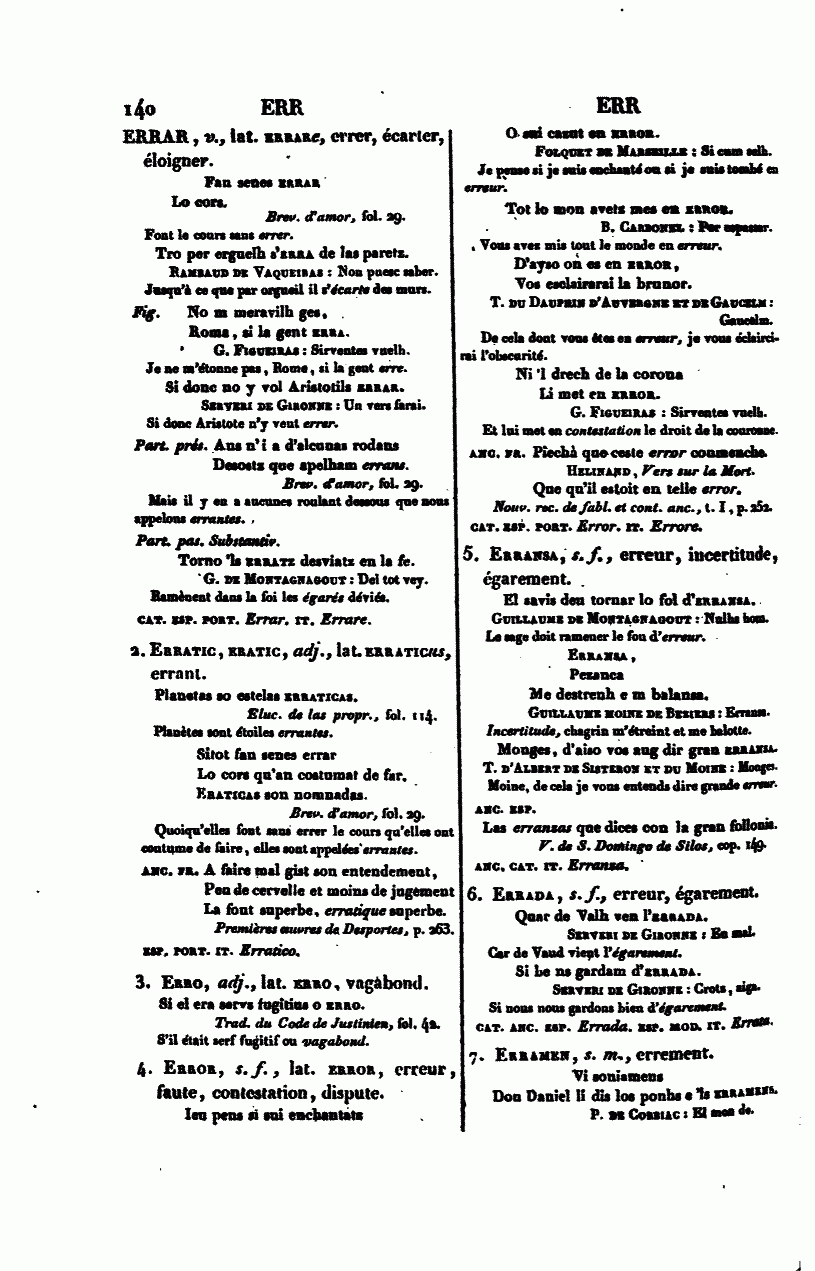 140 ERR ERR
ERRAR, v., lat. ERRARE, errer, écarter,
éloigner.
Fan senes ERRAR
Lo cors.
Brev. d'amor, fol. 29.
Font le cours sans errer.
Tro per erguelh s'ERRA de las paretz.
RAMBAUD DE VAQUEIRAS : Non puesc saber.
Jusqu'à ce que par orgueil il s'écarte des murs.
Fig. No m meravilh ges,
Roma, si la gent ERRA.
G. FIGUEIRAS : Sirventes vuelh.
Je ne m'étonne pas, Rome, si la gent erre.
Si donc no y vol Aristotils ERRAR.
SERVERI DE GIRONNE : Un vers farai.
Si donc Aristote n'y veut errer.
Part. prés. Ans n'i a d'alcunas rodans
Desostz que apelham errans.
Brev. d'amor, fol. 29.
Mais il y en a aucunes roulant dessous que nous
appelons errantes.
Part. pas. Substantiv.
Torno 'ls ERRATZ desviatz en la fe.
G. DE MONTAGNAGOUT : Del tot vey.
Ramènent dans la foi les égarés déviés.
CAT. ESP. PORT. Errar. IT. Errare.
2. ERRATIC, ERATIC, adj., lat. ERRATICUS,
errant.
Planetas so estelas ERRATICAS.
Eluc. de las propr., fol. 114.
Planètes sont étoiles errantes.
Sitot fan senes errar
Lo cors qu'an costumat de far,
ERATICAS son nomnadas.
Brev. d'amor, fol. 29.
Quoiqu'elles font sans errer le cours qu'elles ont
coutume de faire, elles sont appelées errantes.
ANC. FR. A faire mal gist son entendement,
Peu de cervelle et moins de jugement
La font superbe, erratique superbe.
Premières œuvres de Desportes, p. 263.
ESP. PORT. IT. Erratico.
3. ERRO, adj., lat. ERRO, vagabond.
Si el era servs fugitius o ERRO.
Trad. du Code de Justinien, fol. 42.
S'il était serf fugitif ou vagabond.
4. ERROR, s. f., lat. ERROR, erreur,
faute, contestation, dispute.
Ieu pens si sui enchantats
O sui cazut en ERROR.
FOLQUET DE MARSEILLE : Si cum selh.
Je pense si je suis enchanté ou si je suis tombé en
erreur.
Tot lo mon avetz mes en ERROR.
B. CARBONEL : Per espassar.
Vous avez mis tout le monde en erreur.
D'ayso on es en ERROR,
Vos esclairarai la brunor.
T. DU DAUPHIN D'AUVERGNE ET DE GAUCELM :
Gaucelm.
De cela dont vous êtes en erreur, je vous éclairci-
rai l'obscurité.
Ni 'l drech de la corona
Li met en ERROR.
G. FIGUEIRAS : Sirventes vuelh.
Et lui met en contestation le droit de la couronne.
ANC. FR. Piechà que ceste error coumenche.
HELINAND, Vers sur la Mort.
Que qu'il estoit en telle error.
Nouv. rec. de fabl. et cont. anc., t. I, p. 252.
CAT. ESP. PORT. Error. IT. Errore.
5. ERRANSA, s. f., erreur, incertitude,
égarement.
El savis deu tornar lo fol d'ERRANSA.
GUILLAUME DE MONTAGNAGOUT : Nulhs hom.
Le sage doit ramener le fou d'erreur.
ERRANSA,
Pezanca
Me destrenh e m balansa.
GUILLAUME MOINE DE BEZIERS : Erransa.
Incertitude, chagrin m'étreint et me balotte.
Monges, d'aiso vos aug dir gran ERRANSA.
T. D'ALBERT DE SISTERON ET DU MOINE : Monges.
Moine, de cela je vous entends dire grande erreur.
ANC. ESP.
Las erranzas que dices con la gran follonia.
V. de S. Domingo de Silos, cop. 149.
ANC. CAT. IT. Erranza.
6. ERRADA, s. f., erreur, égarement.
Quar de Valh ven l'ERRADA.
SERVERI DE GIRONNE : En mal.
Car de Vaud vient l'égarement.
Si be ns gardam d'ERRADA.
SERVERI DE GIRONNE : Crots, aiga.
Si nous nous gardons bien d'égarement.
CAT. ANC. ESP. Errada. ESP. MOD. IT. Errata.
7. ERRAMEN, s. m., errement.
Vi soniamens
Don Daniel li dis los ponhs e 'ls ERRAMENS.
P. DE CORBIAC : El nom de.